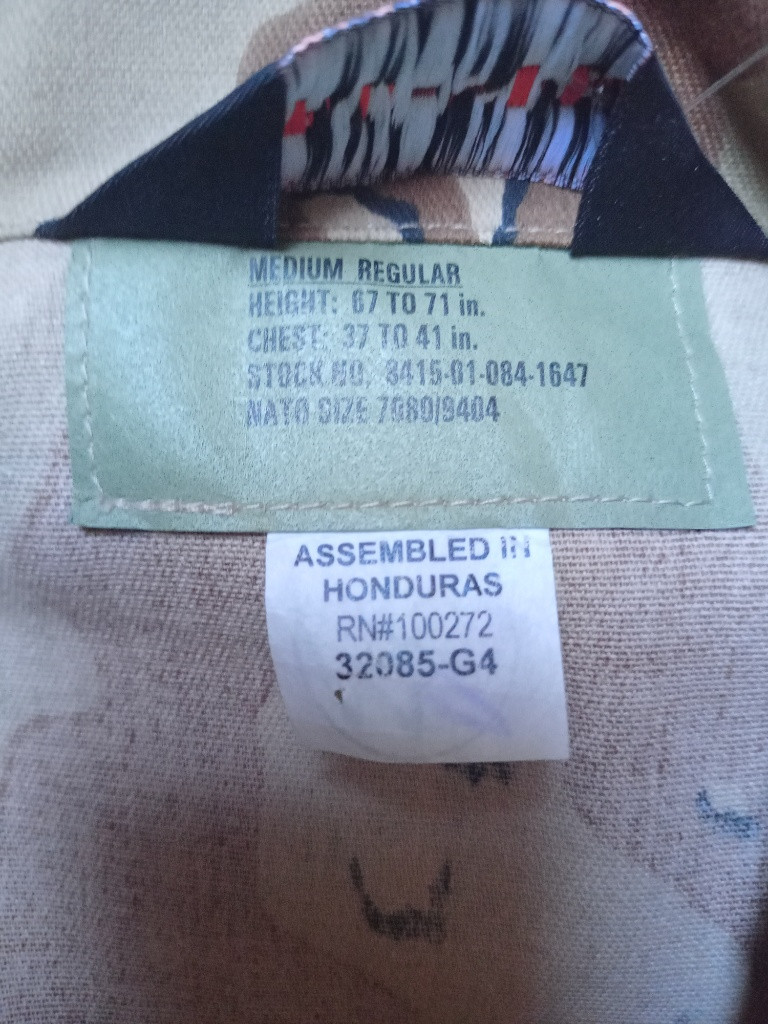 MEDIUM REGULAR
HEIGHT: 67 TO 71 in.
CHEST: 37 TO 41 in.
STOCK NO. 8415-01-084-1647
NATO SIZE 7080/9404
ASSEMBLED IN
HONDURAS
RN#100272
32085-G4